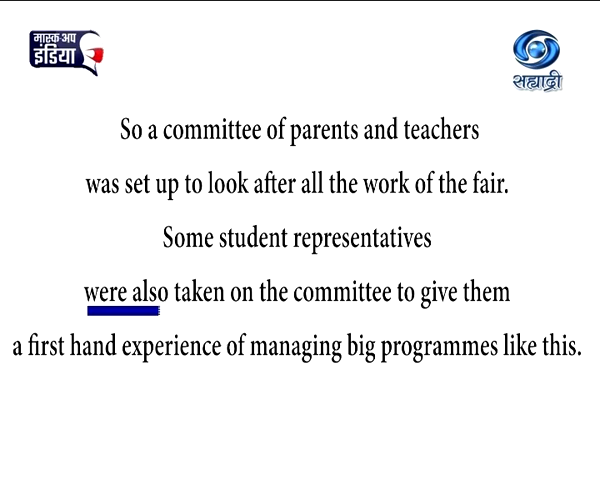 मास्क अप
इंडिया
सह्याद्री
So a committee of parents and teachers
was set up to look after all the work of the fair.
Some student representatives
were also taken on the committee to give them
a first hand experience of managing big programmes like this.